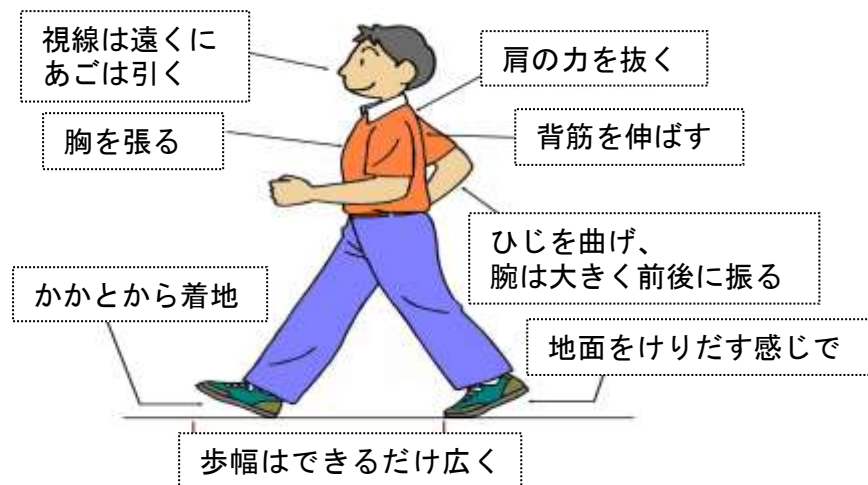 視線は遠くに
あごは引く
肩の力を抜く
胸を張る
背筋を伸ばす
ひじを曲げ、
腕は大きく前後に振る
かかとから着地
地面をけりだす感じで
歩幅はできるだけ広く